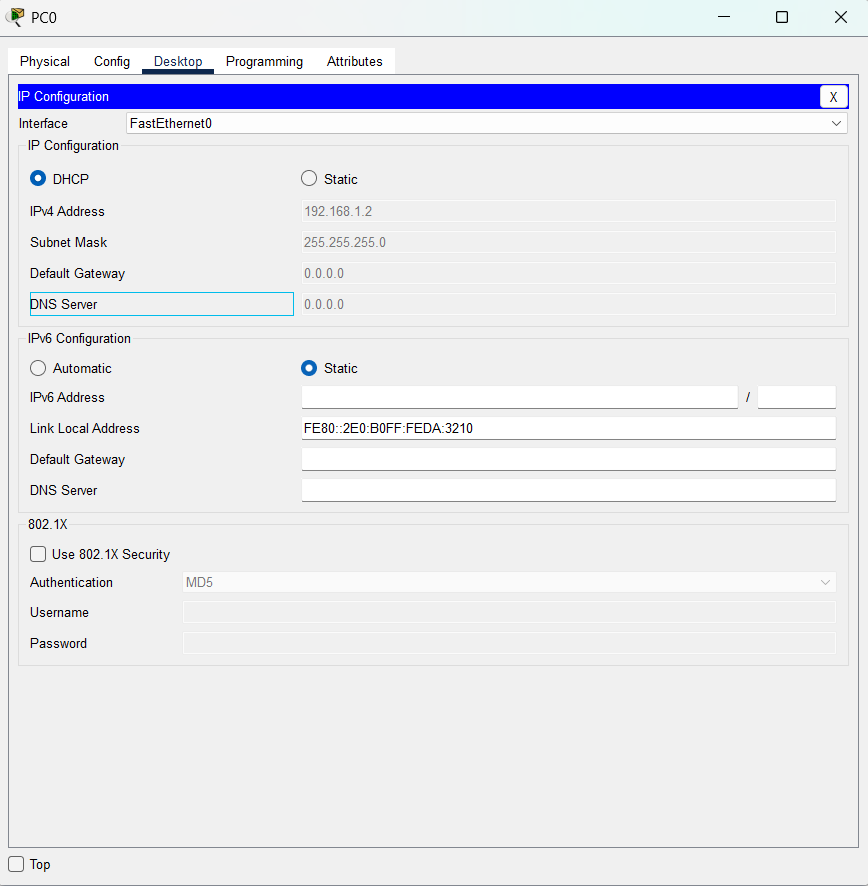 PC0
Physical Config Desktop Programming Attributes
IP Configuration X
Interface FastEthernet0
IP Configuration
DHCP Static
IPv4 Address 192.168.1.2
Subnet Mask 255.255.255.0
Default Gateway 0.0.0.0
DNS Server 0.0.0.0
IPv6 Configuration
Automatic Static
IPv6 Address /
Link Local Address FE80::2E0:B0FF:FEDA:3210
Default Gateway
DNS Server
802.1X
Use 802.1X Security
Authentication MD5
Username
Password
Top